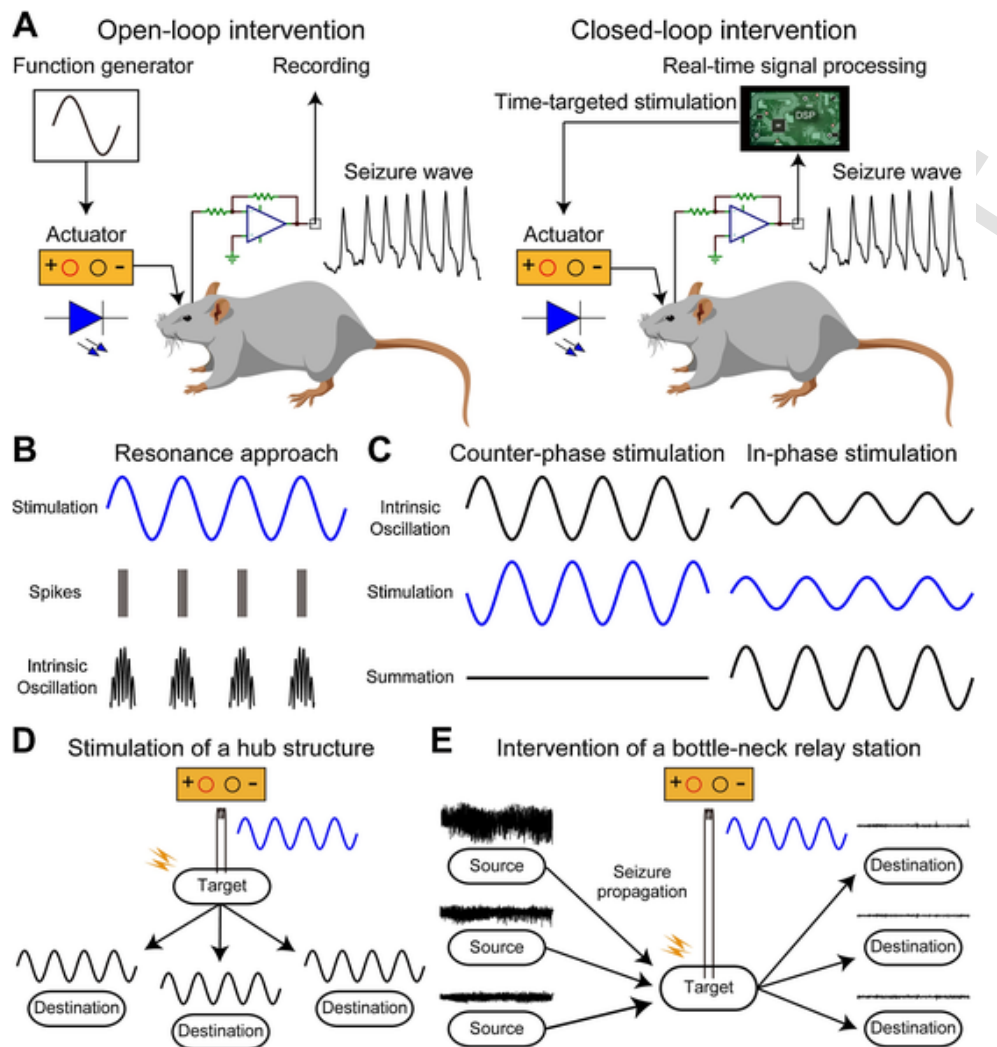 A
Open-loop intervention
Closed-loop intervention
Function generator
Recording
Real-time signal processing
Time-targeted stimulation
DSP
Seizure wave
Seizure wave
Actuator
+ -
Actuator
+ -
B
Resonance approach
Stimulation
Spikes
Intrinsic
Oscillation
C
Counter-phase stimulation
In-phase stimulation
Intrinsic
Oscillation
Stimulation
Summation
D
Stimulation of a hub structure
+ -
Target
Destination
Destination
Destination
E
Intervention of a bottle-neck relay station
+ -
Source
Source
Source
Seizure
propagation
Target
Destination
Destination
Destination